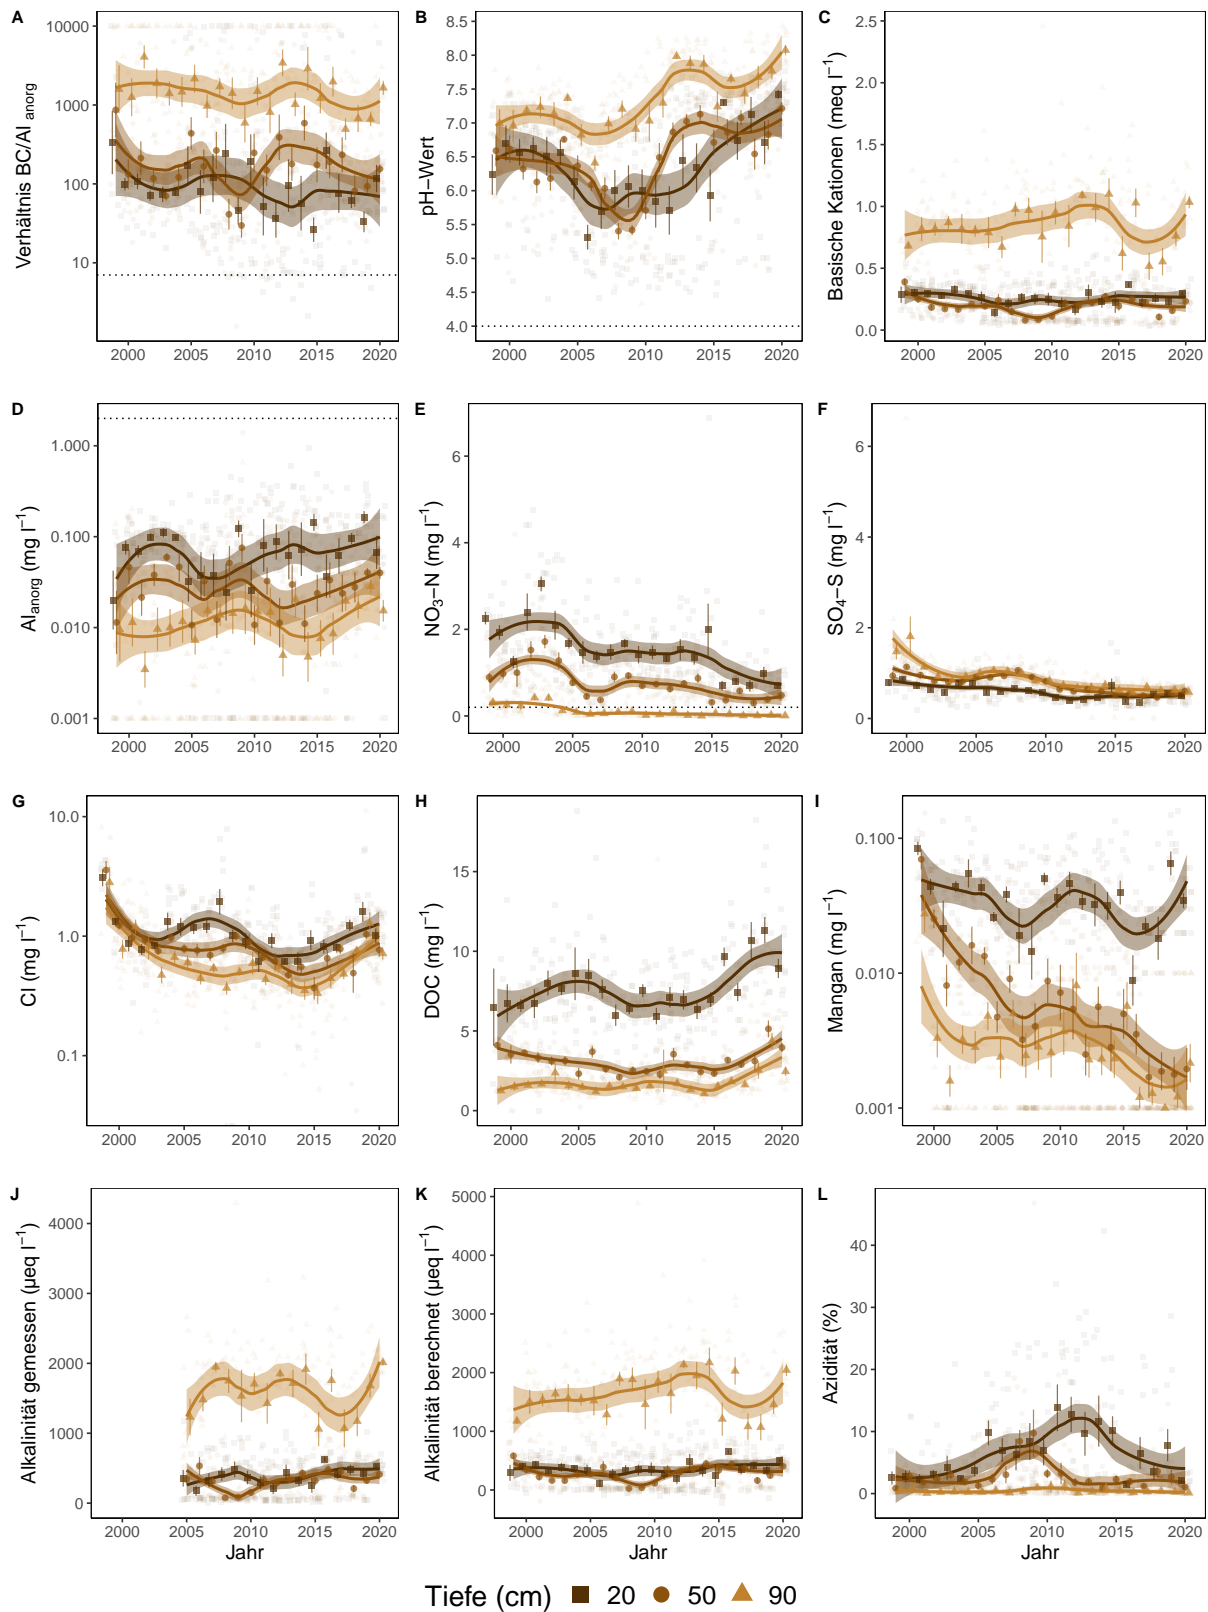 A
Verhältnis BC/Al anorg
10000
1000
100
10
2000 2005 2010 2015 2020
B
pH−Wert
8.5
8.0
7.5
7.0
6.5
6.0
5.5
5.0
4.5
4.0
2000 2005 2010 2015 2020
C
Basische Kationen (meq l−1)
2.5
2.0
1.5
1.0
0.5
0.0
2000 2005 2010 2015 2020
D
Alanorg (mg l−1)
1.000
0.100
0.010
0.001
2000 2005 2010 2015 2020
E
NO3−N (mg l−1)
6
4
2
0
2000 2005 2010 2015 2020
F
SO4−S (mg l−1)
6
4
2
0
2000 2005 2010 2015 2020
G
Cl (mg l−1)
10.0
1.0
0.1
2000 2005 2010 2015 2020
H
DOC (mg l−1)
15
10
5
0
2000 2005 2010 2015 2020
I
Mangan (mg l−1)
0.100
0.010
0.001
2000 2005 2010 2015 2020
J
Alkalinität gemessen (µeq l−1)
4000
3000
2000
1000
0
2000 2005 2010 2015 2020
Jahr
K
Alkalinität berechnet (µeq l−1)
5000
4000
3000
2000
1000
0
2000 2005 2010 2015 2020
Jahr
L
Azidität (%)
40
30
20
10
0
2000 2005 2010 2015 2020
Jahr
Tiefe (cm) 20 50 90